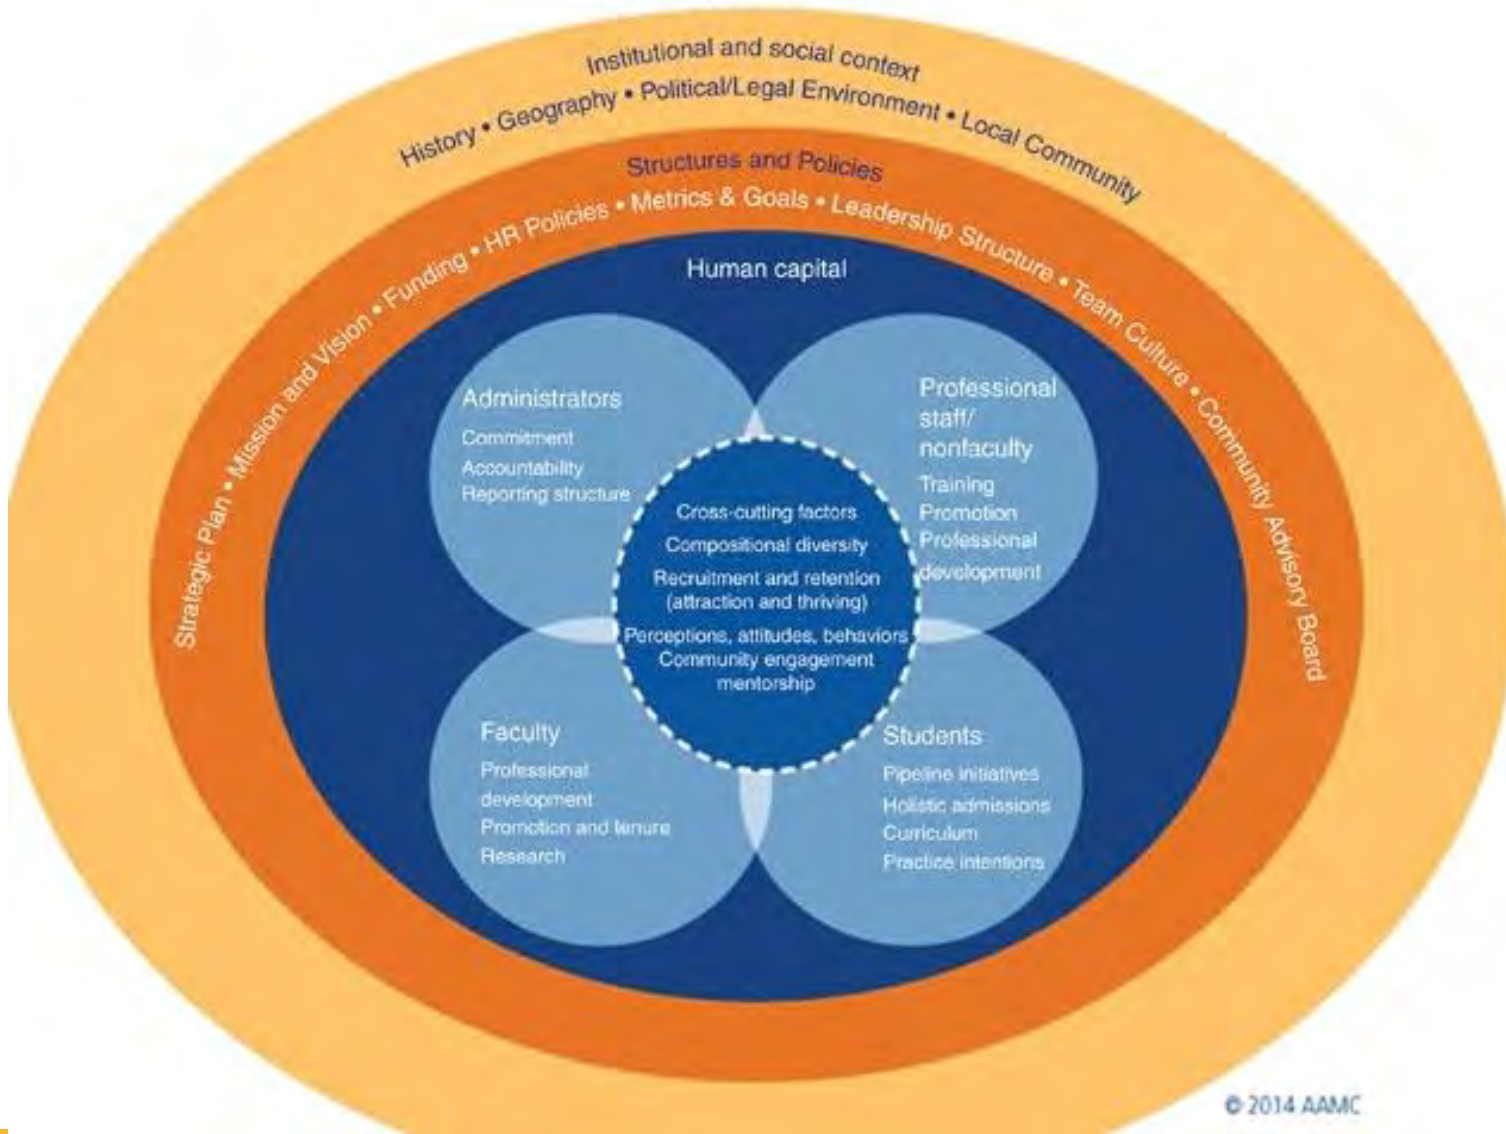 Institutional and social context
History • Geography • Political/Legal Environment • Local Community
Structures and Policies
Strategic Plan • Mission and Vision • Funding • HR Policies • Metrics & Goals • Leadership Structure • Team Culture • Community Advisory Board
Human capital
Administrators
Commitment
Accountability
Reporting structure
Professional
staff/
nonfaculty
Training
Promotion
Professional
development
Cross-cutting factors
Compositional diversity
Recruitment and retention
(attraction and thriving)
Perceptions, attitudes, behaviors
Community engagement
mentorship
Faculty
Professional
development
Promotion and tenure
Research
Students
Pipeline initiatives
Holistic admissions
Curriculum
Practice intentions
© 2014 AAMC